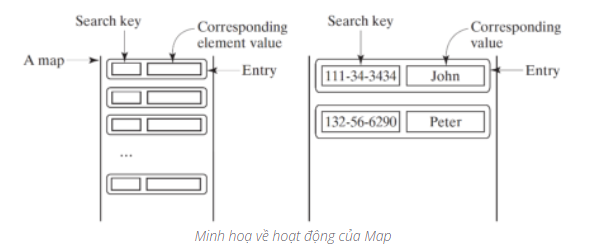 Search key
Corresponding
element value
A map
Entry
...
Search key
Corresponding
value
111-34-3434 John
Entry
132-56-6290 Peter
Minh hoạ về hoạt động của Map